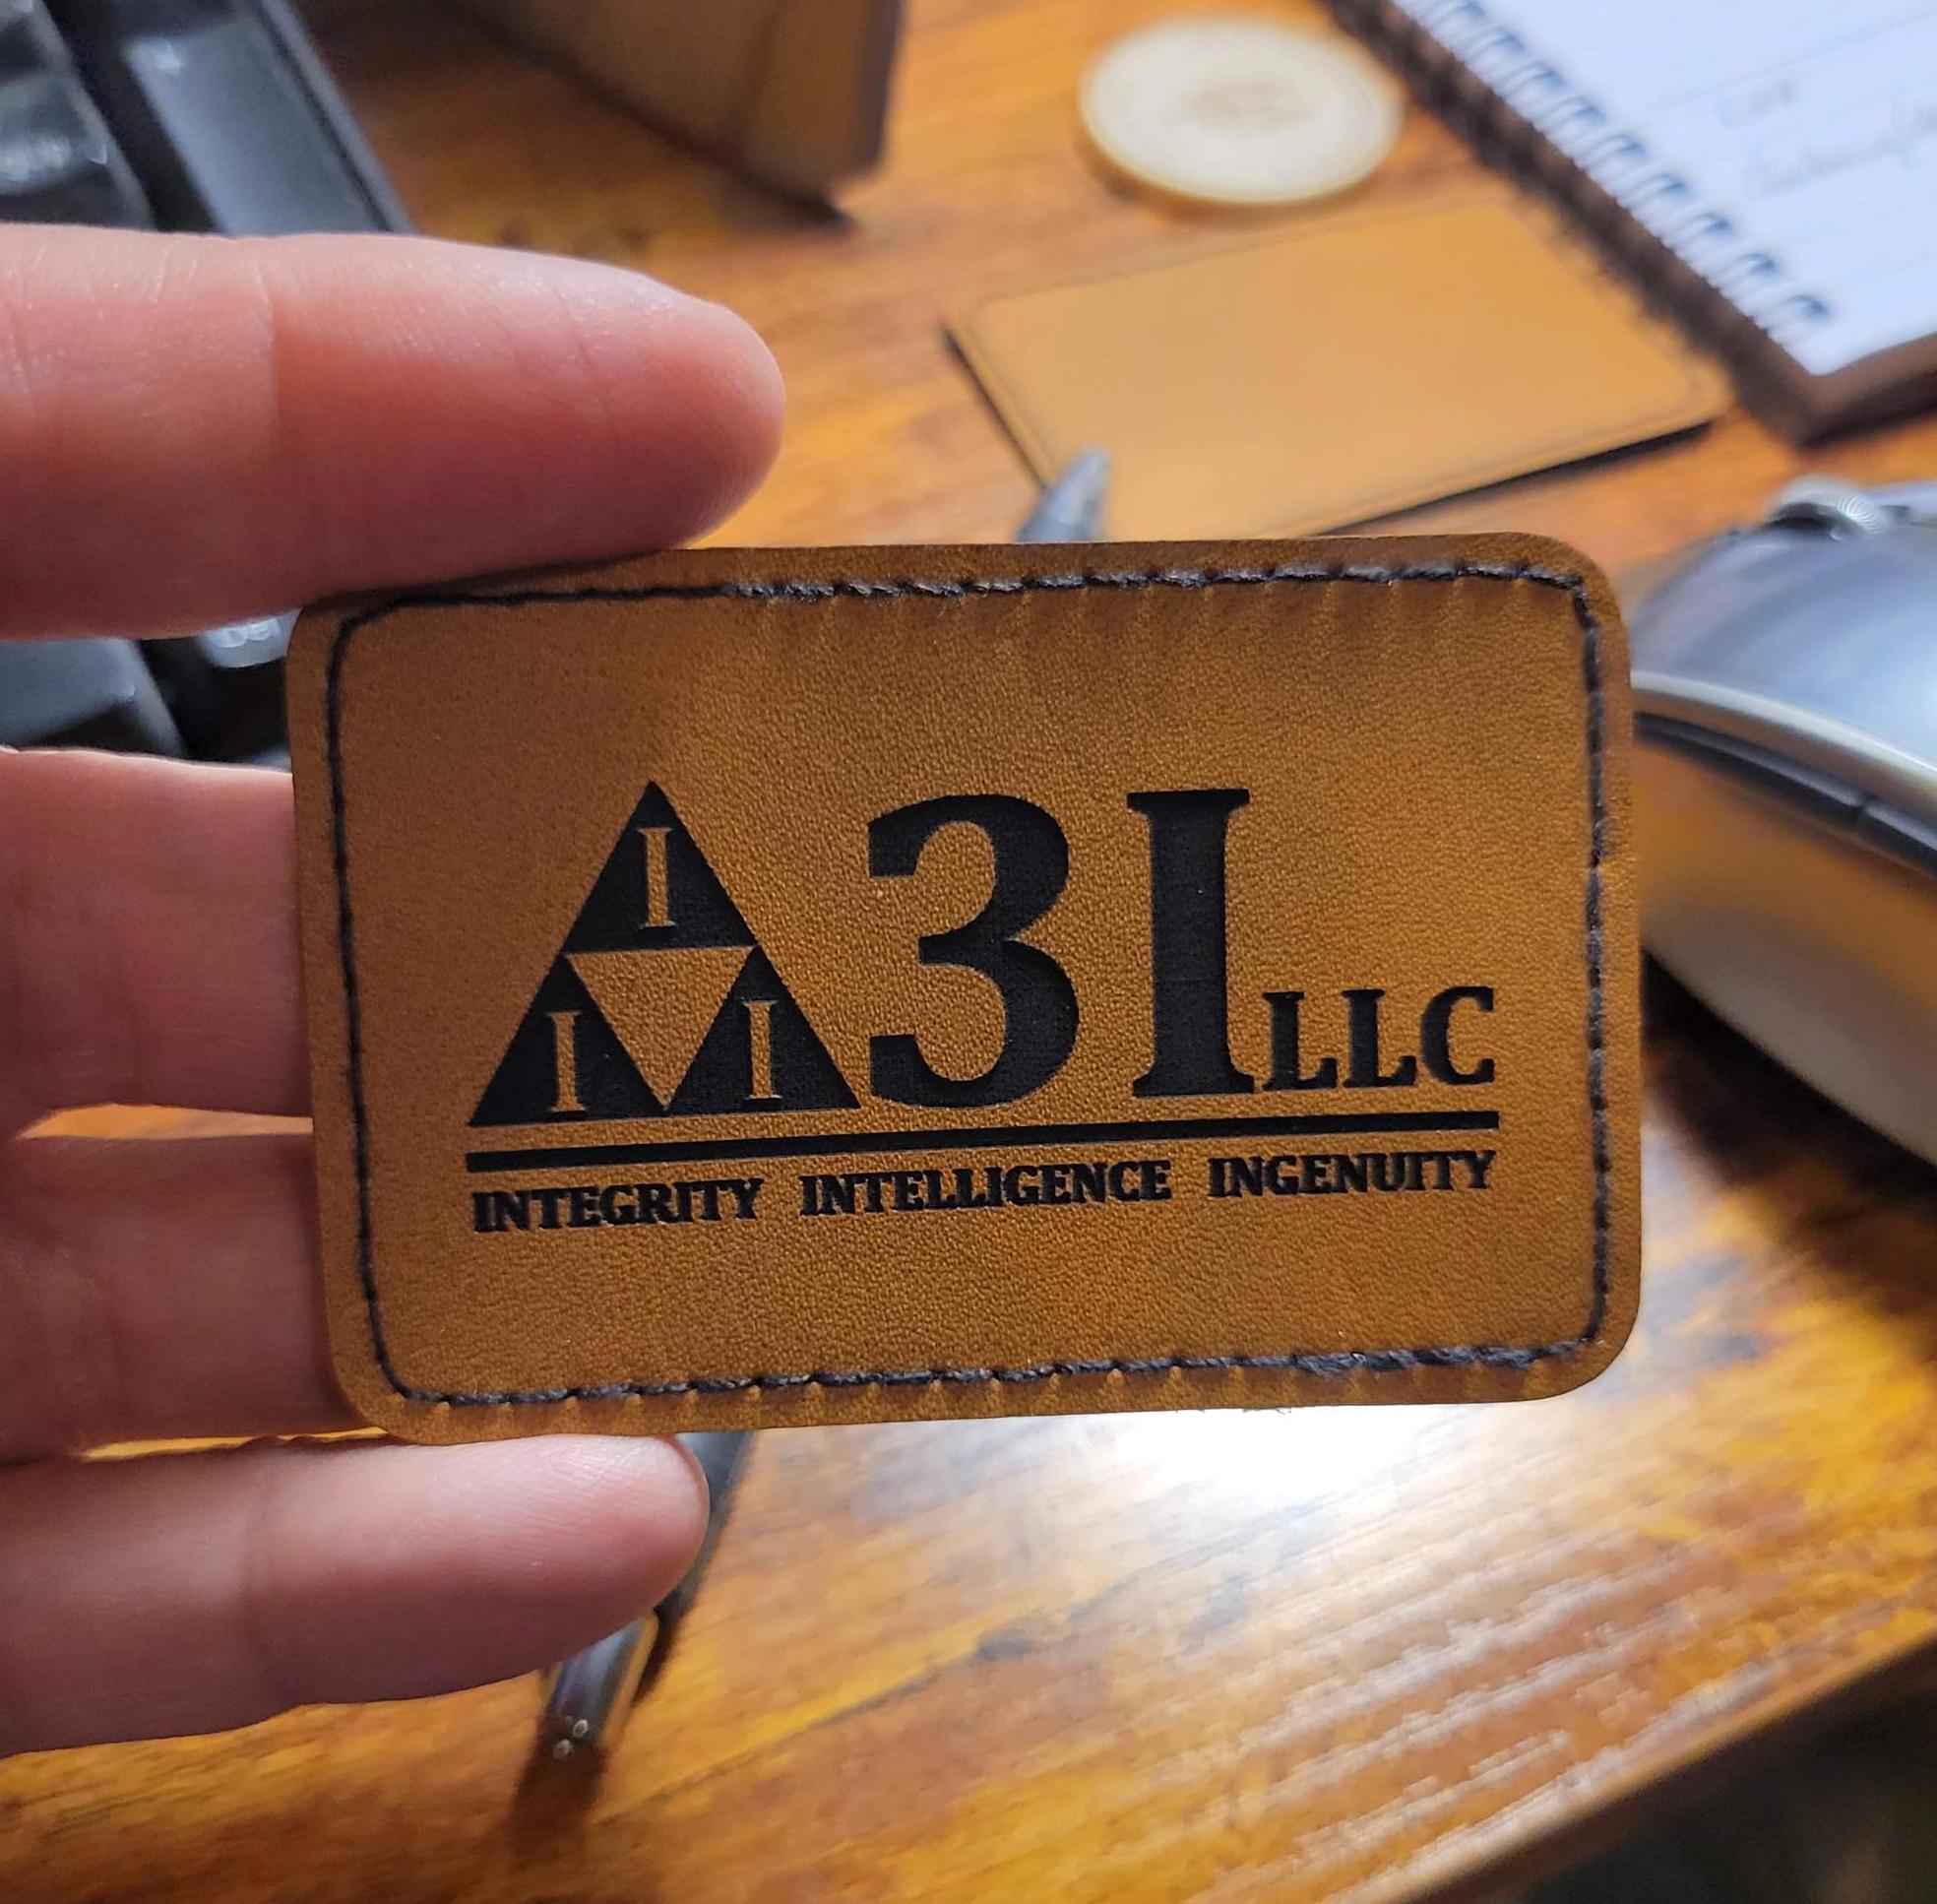 I
I I
3I LLC
INTEGRITY INTELLIGENCE INGENUITY